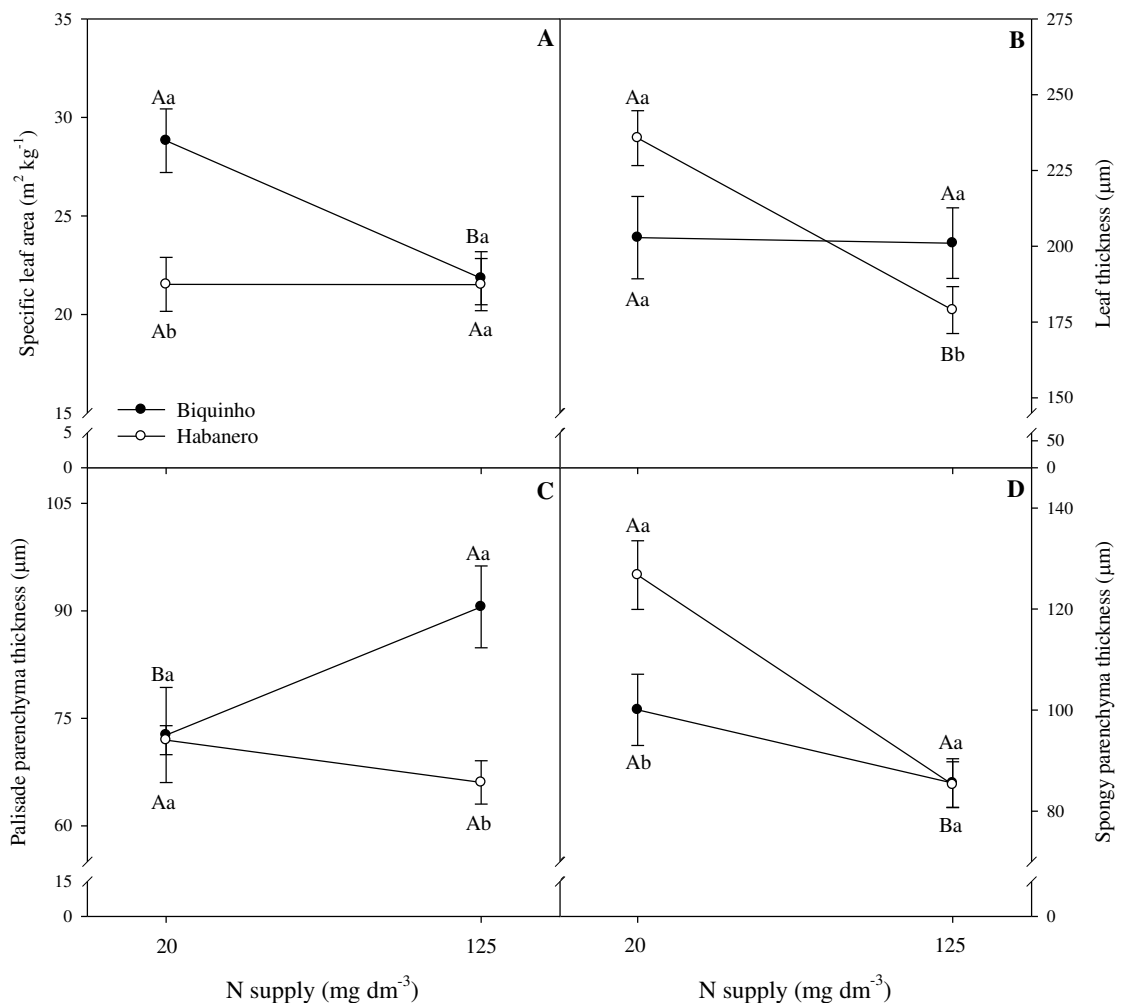 A
35
30
25
20
15
5
0
Specific leaf area (m² kg⁻¹)
Aa
Ba
Ab
Aa
Biquinho
Habanero
B
275
250
225
200
175
150
50
0
Leaf thickness (µm)
Aa
Aa
Aa
Bb
C
105
90
75
60
15
0
Palisade parenchyma thickness (µm)
Aa
Ba
Aa
Ab
20
125
N supply (mg dm⁻³)
D
140
120
100
80
0
Spongy parenchyma thickness (µm)
Aa
Ab
Aa
Ba
20
125
N supply (mg dm⁻³)